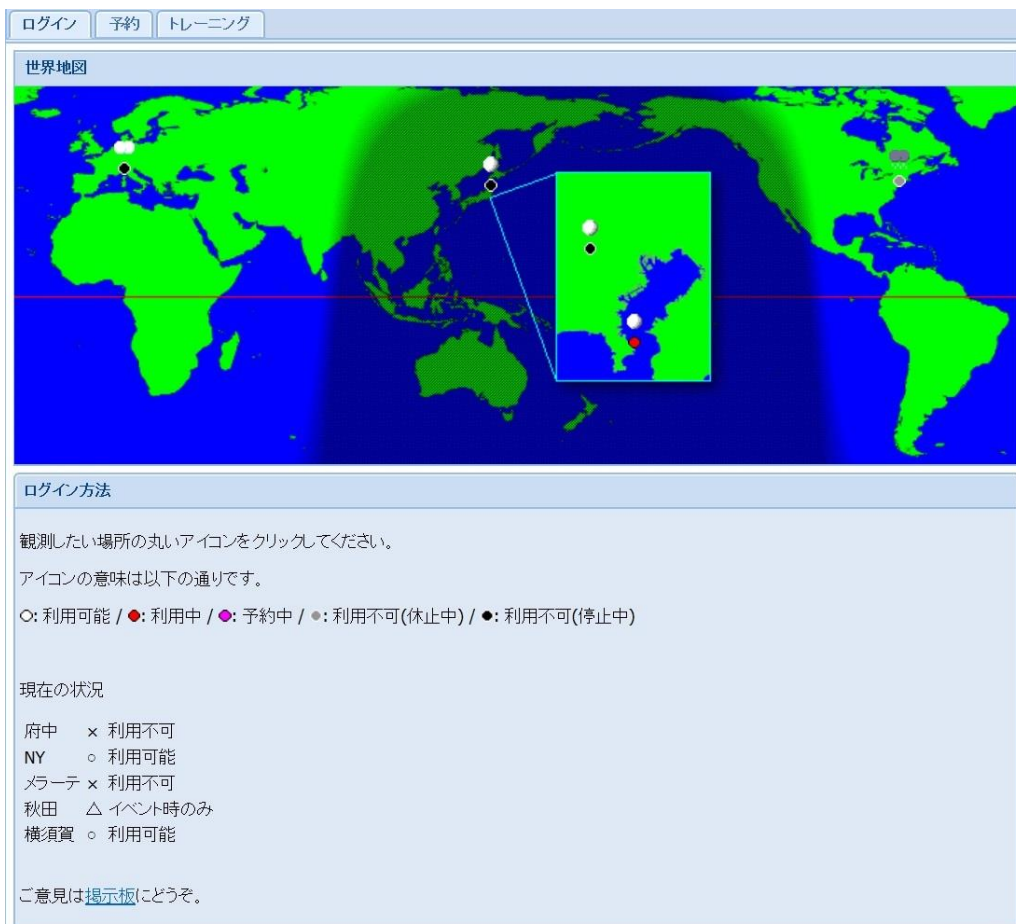 ログイン 予約 トレーニング
世界地図
ログイン方法
観測したい場所の丸いアイコンをクリックしてください。
アイコンの意味は以下の通りです。
○: 利用可能 / ●: 利用中 / ●: 予約中 / ●: 利用不可(休止中) / ●: 利用不可(停止中)
現在の状況
府中 × 利用不可
NY ○ 利用可能
メラーテ × 利用不可
秋田 △ イベント時のみ
横須賀 ○ 利用可能
ご意見は掲示板にどうぞ。